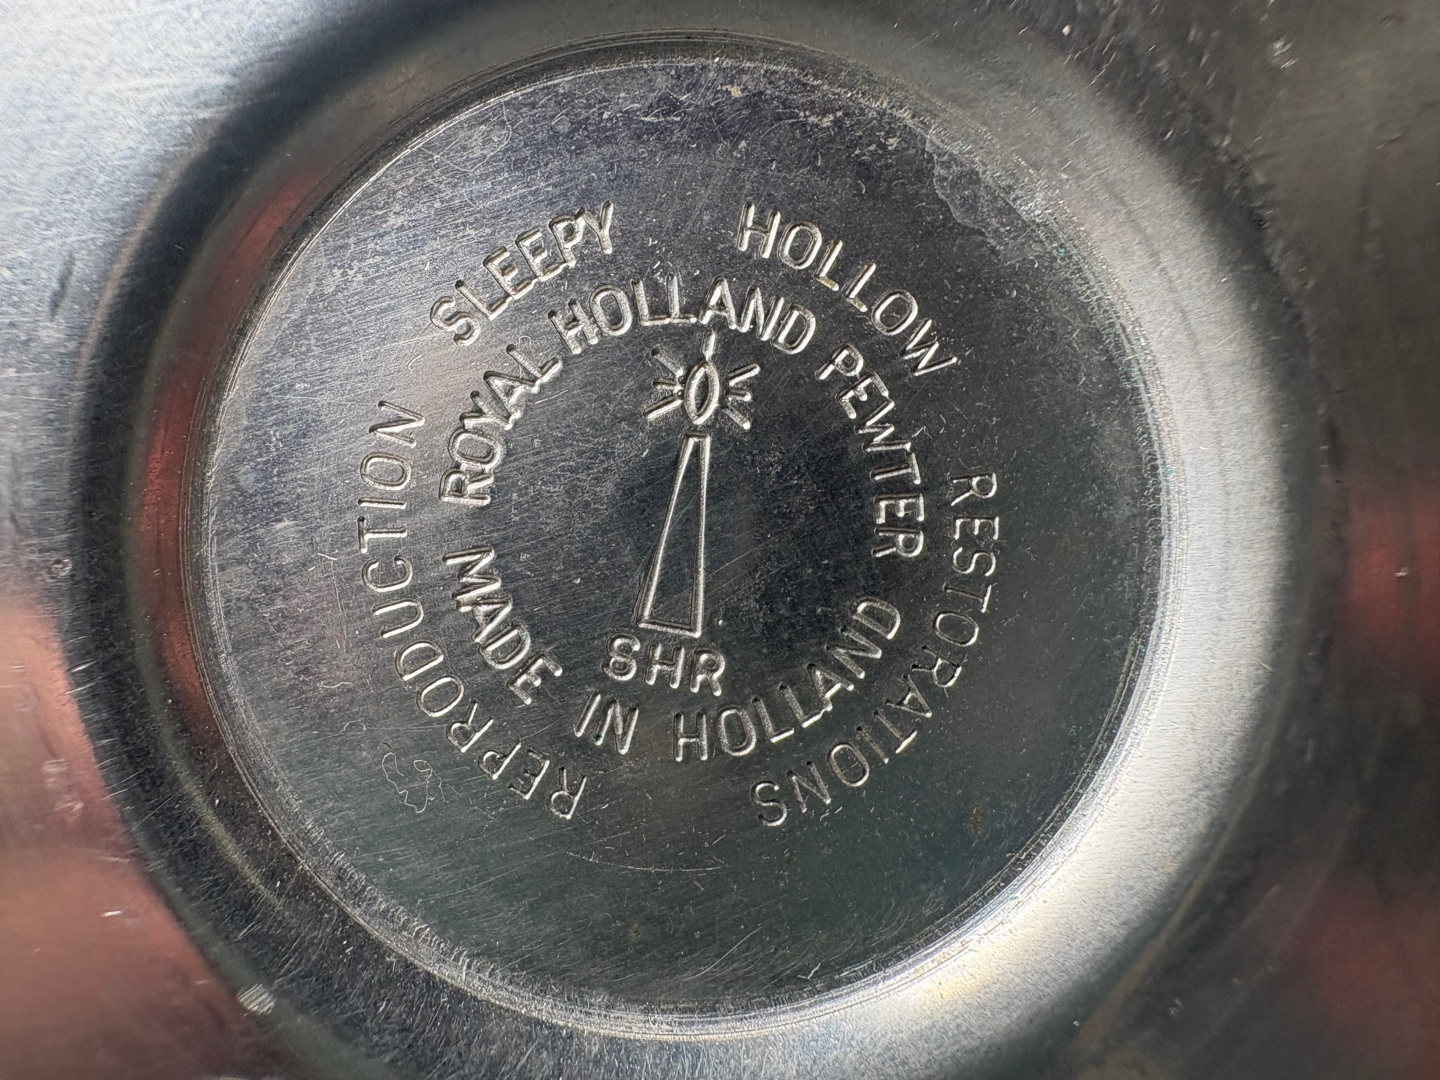 SLEEPY HOLLOW RESTORATIONS
REPRODUCTION
ROYAL HOLLAND PEWTER
MADE IN HOLLAND
SHR